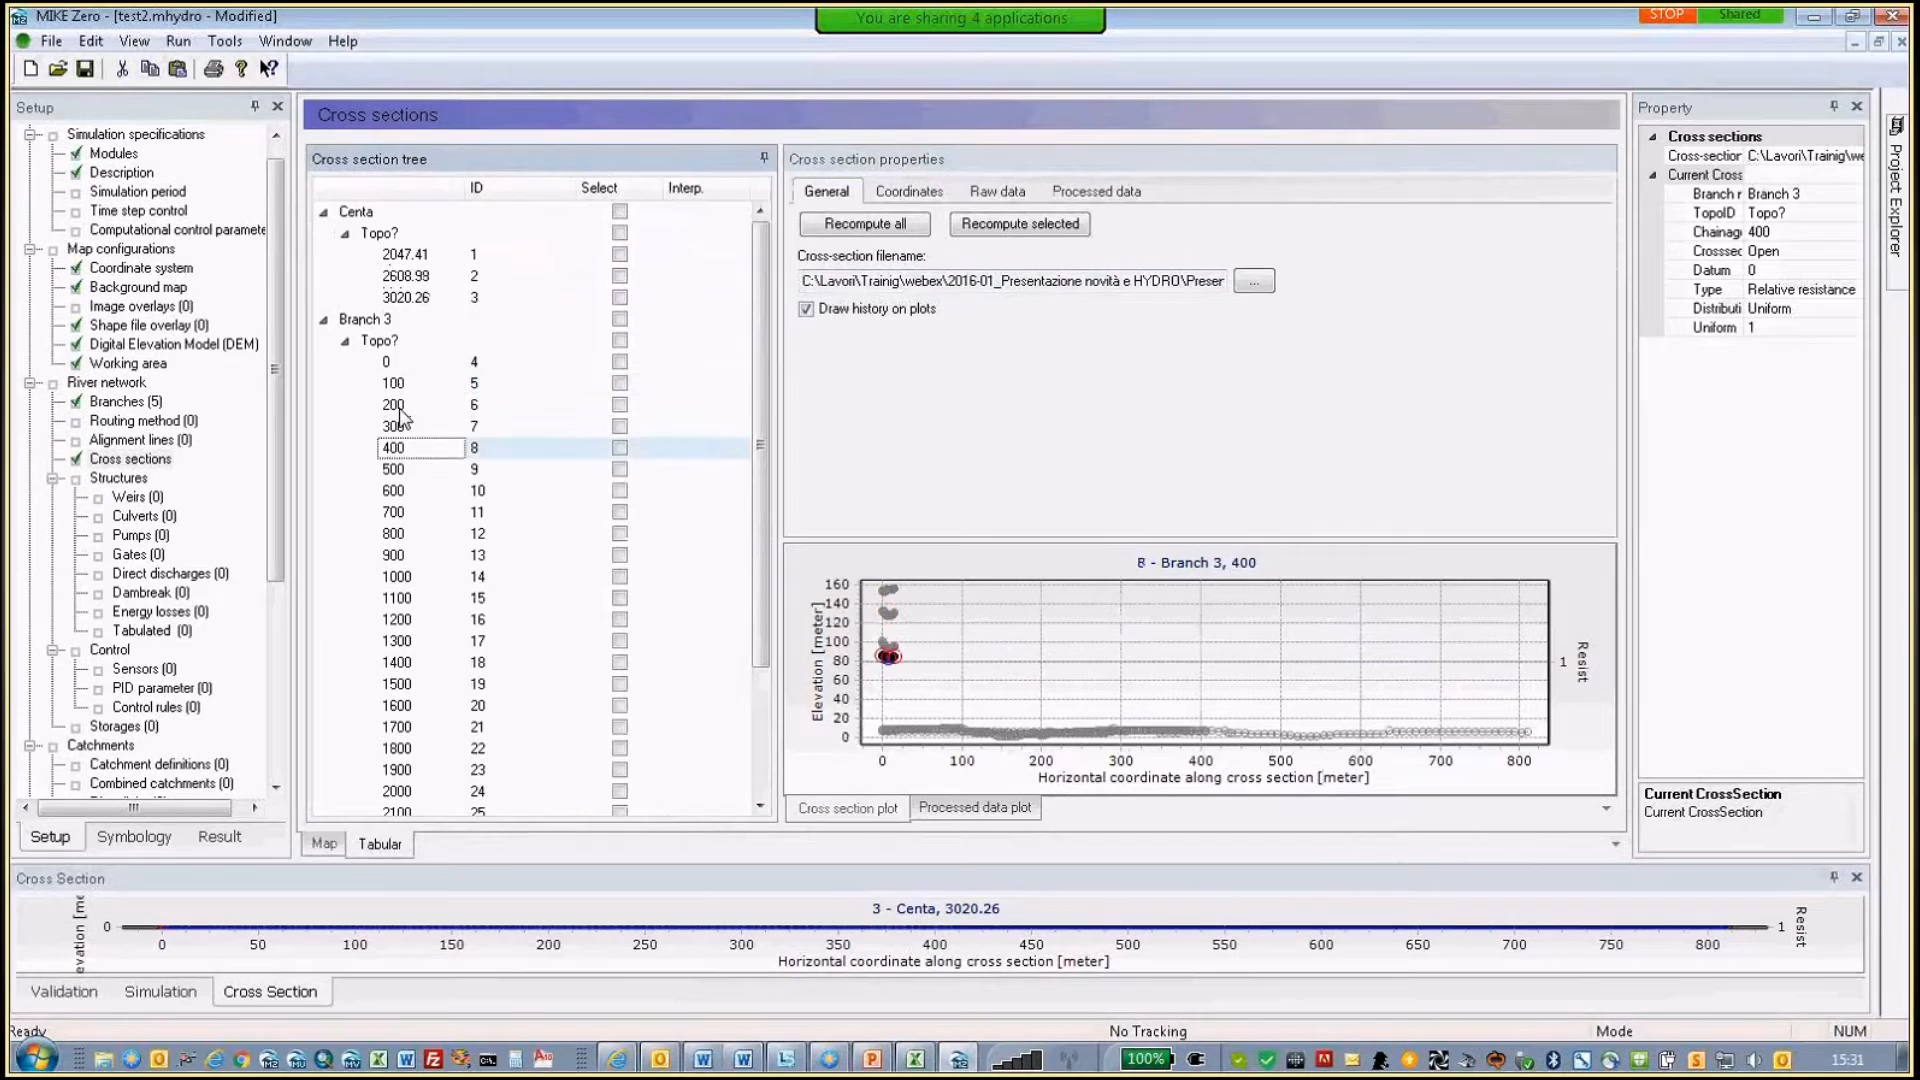 MIKE Zero - [test2.mhydro - Modified]
You are sharing 4 applications
STOP
Shared
File Edit View Run Tools Window Help
Setup
Simulation specifications
Modules
Description
Simulation period
Time step control
Computational control paramete
Map configurations
Coordinate system
Background map
Image overlays (0)
Shape file overlay (0)
Digital Elevation Model (DEM)
Working area
River network
Branches (5)
Routing method (0)
Alignment lines (0)
Cross sections
Structures
Weirs (0)
Culverts (0)
Pumps (0)
Gates (0)
Direct discharges (0)
Dambreak (0)
Energy losses (0)
Tabulated (0)
Control
Sensors (0)
PID parameter (0)
Control rules (0)
Storages (0)
Catchments
Catchment definitions (0)
Combined catchments (0)
Setup Symbology Result
Cross sections
Cross section tree
ID Select Interp.
Centa
Topo?
2047.41 1
2608.99 2
3020.26 3
Branch 3
Topo?
0 4
100 5
200 6
300 7
400 8
500 9
600 10
700 11
800 12
900 13
1000 14
1100 15
1200 16
1300 17
1400 18
1500 19
1600 20
1700 21
1800 22
1900 23
2000 24
2100 25
Map Tabular
Cross section properties
General Coordinates Raw data Processed data
Recompute all Recompute selected
Cross-section filename:
C:\Lavori\Trainig\webex\2016-01_Presentazione novità e HYDRO\Preser ...
Draw history on plots
8 - Branch 3, 400
Elevation [meter]
160
140
120
100
80
60
40
20
0
1
Resist
0 100 200 300 400 500 600 700 800
Horizontal coordinate along cross section [meter]
Cross section plot Processed data plot
Property
Cross sections
Cross-section C:\Lavori\Trainig\we
Current Cross
Branch r Branch 3
TopoID Topo?
Chainag 400
Crosssec Open
Datum 0
Type Relative resistance
Distributi Uniform
Uniform 1
Current CrossSection
Current CrossSection
Project Explorer
Cross Section
3 - Centa, 3020.26
evation [me
0
1
Resist
0 50 100 150 200 250 300 350 400 450 500 550 600 650 700 750 800
Horizontal coordinate along cross section [meter]
Validation Simulation Cross Section
Ready No Tracking Mode NUM
100% 15:31